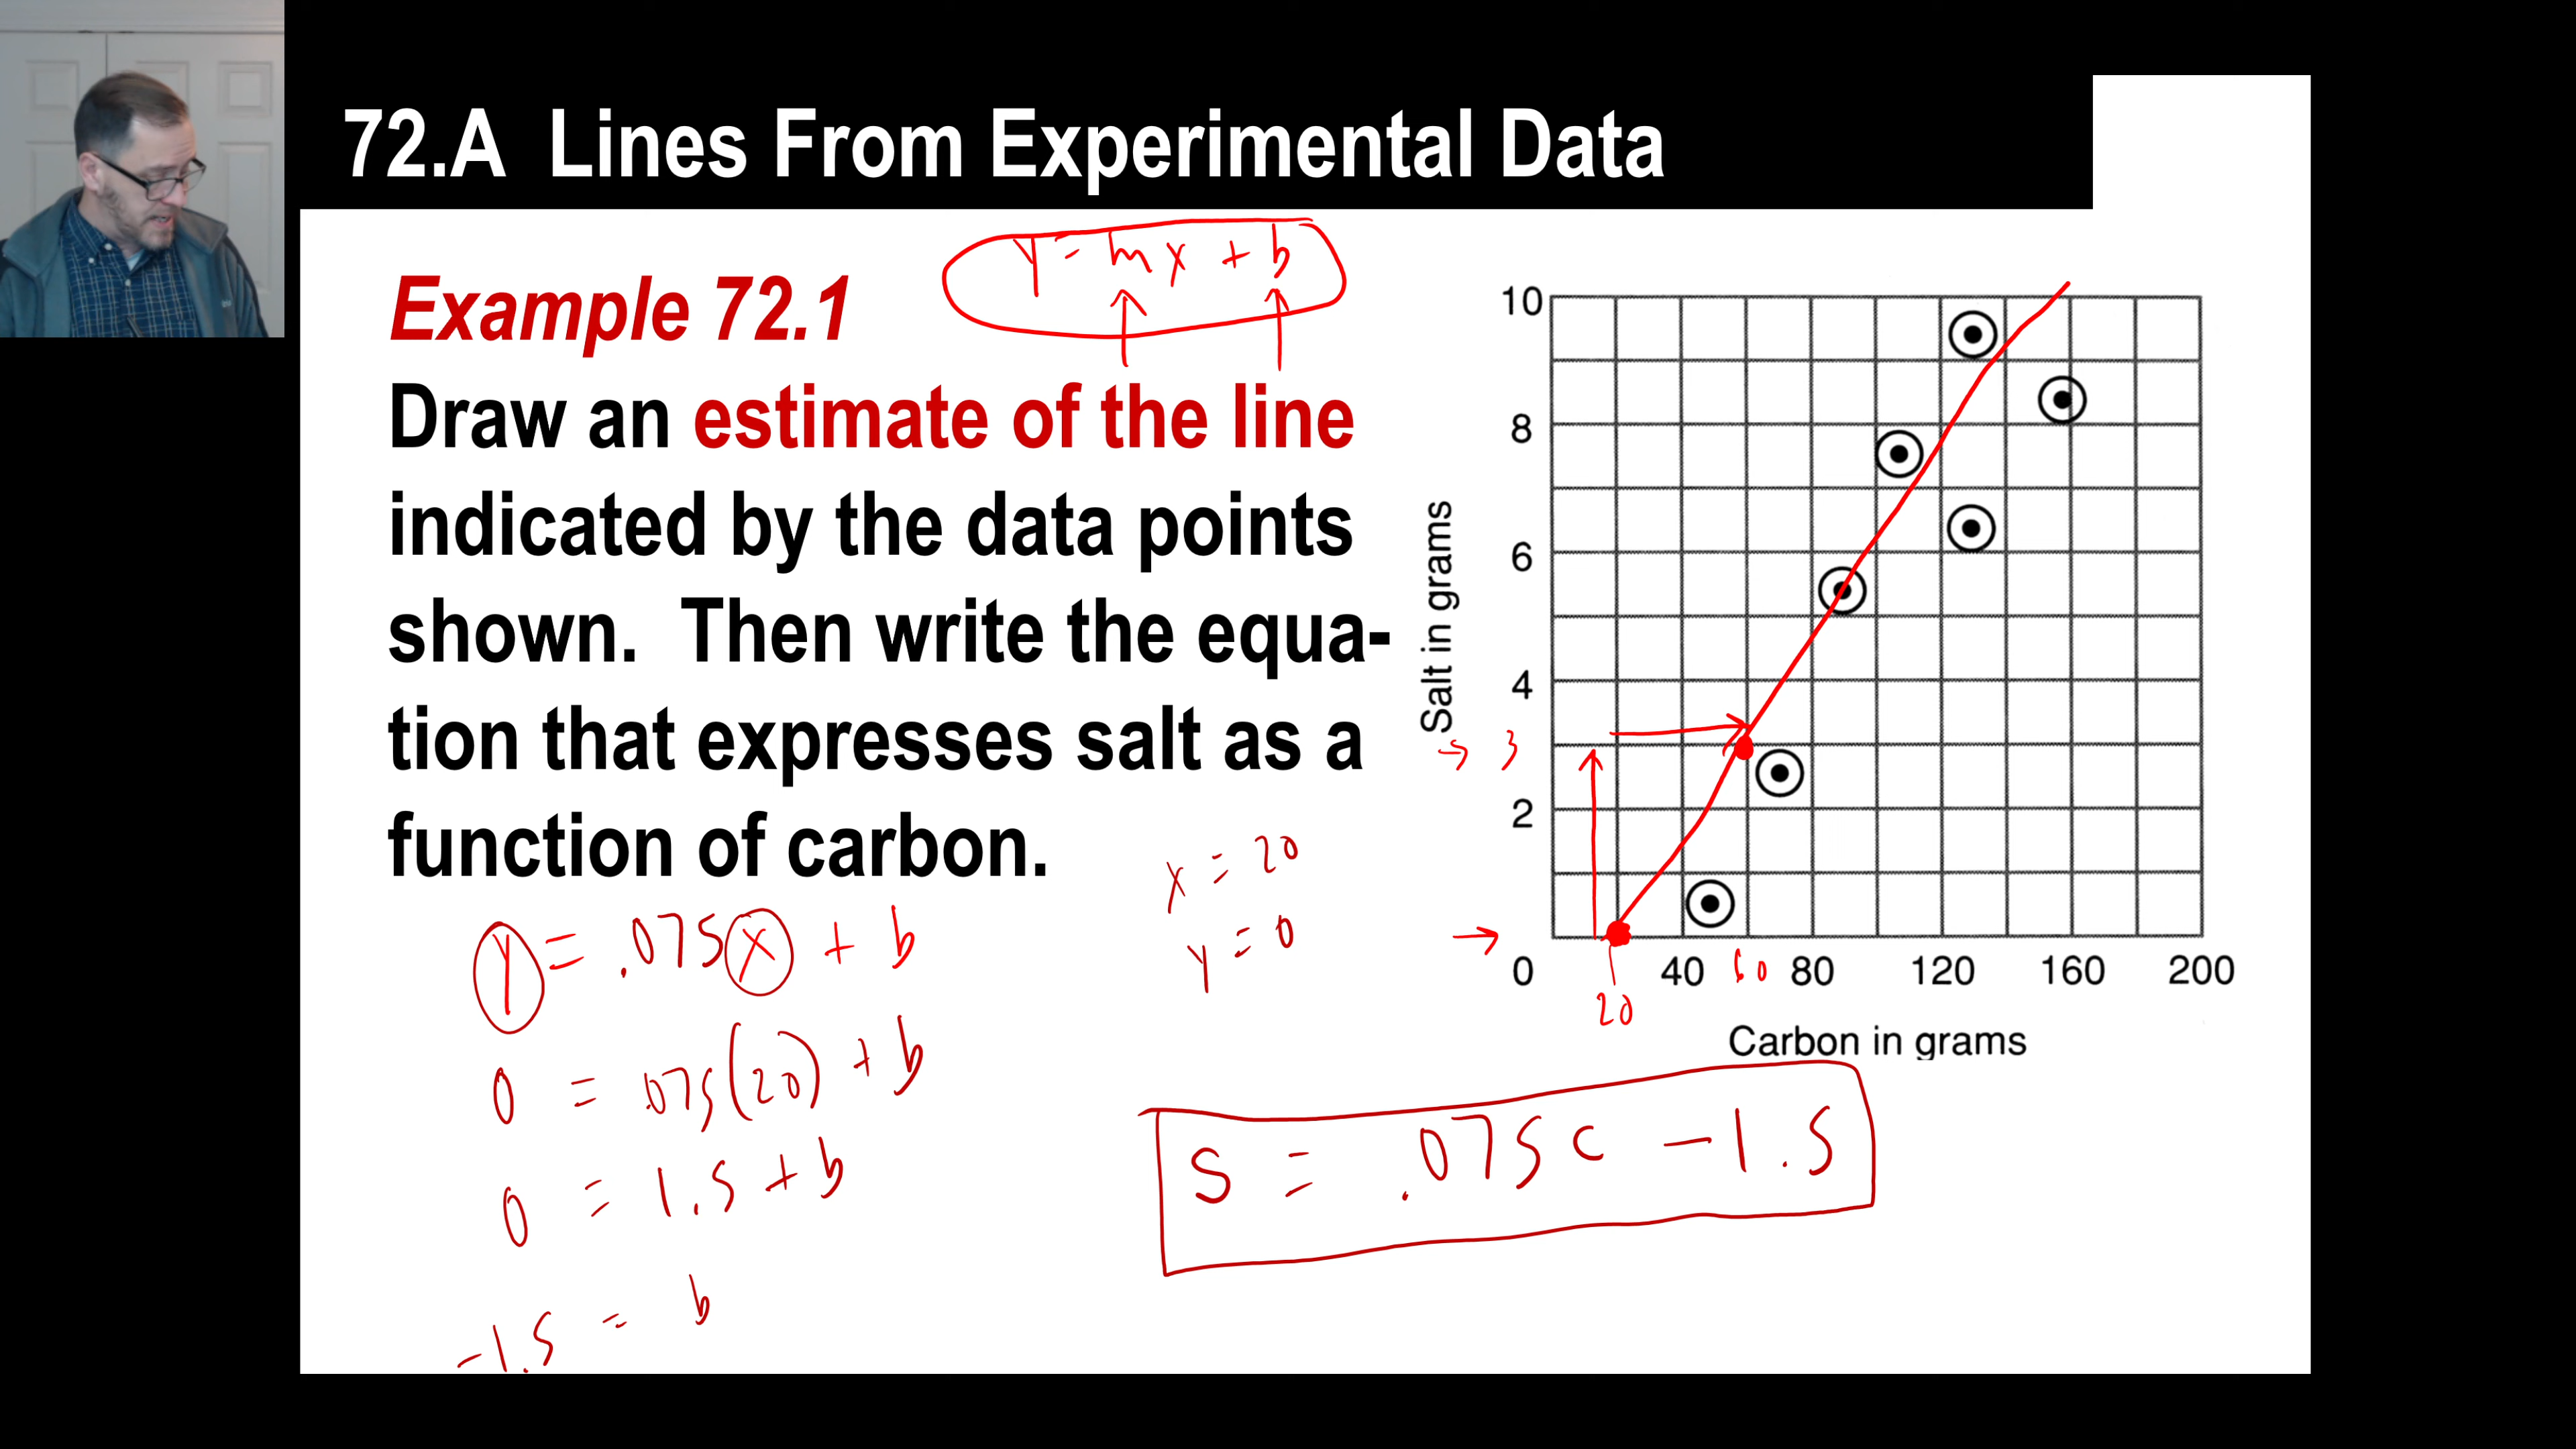 72.A Lines From Experimental Data
y = mx + b
Example 72.1
Draw an estimate of the line
indicated by the data points
shown. Then write the equa-
tion that expresses salt as a
function of carbon.
y = .075x + b
0 = .075(20) + b
0 = 1.5 + b
-1.5 = b
x = 20
y = 0
10
8
6
4
→ 3
2
→
0 40 60 80 120 160 200
20
Salt in grams
Carbon in grams
S = .075c - 1.5